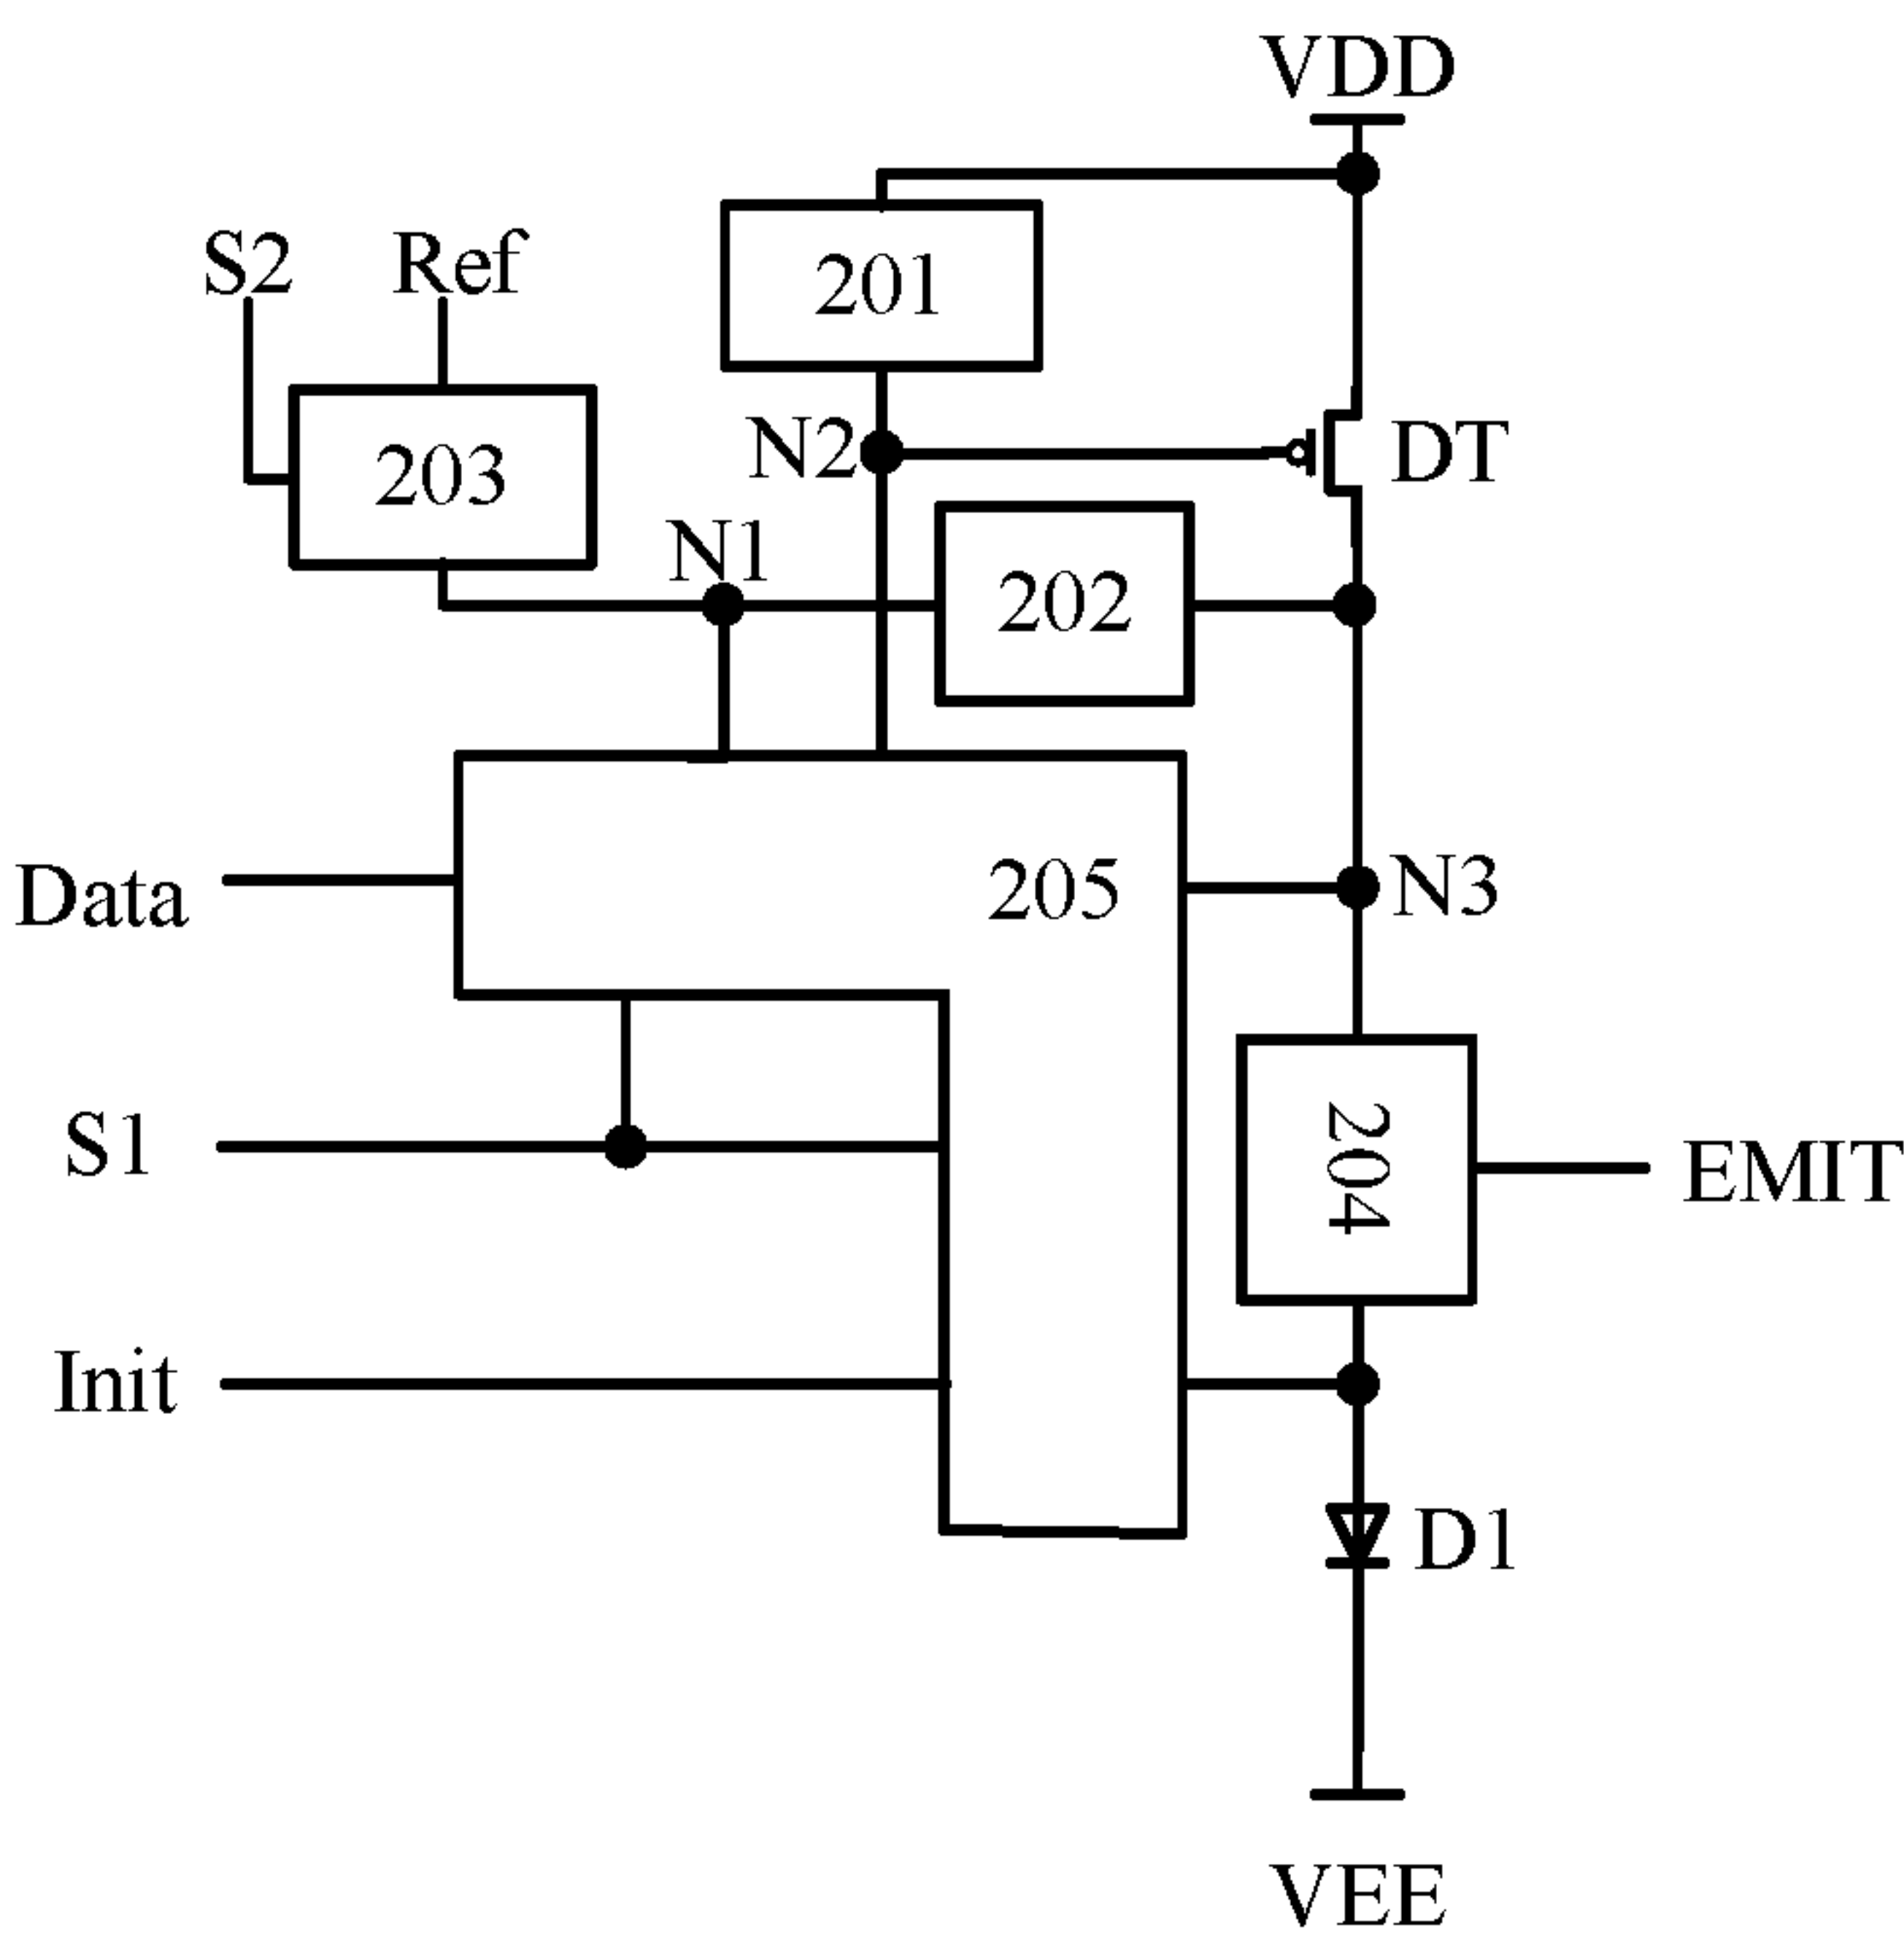 VDD
S2
Ref
201
203
N2
DT
N1
202
Data
205
N3
S1
204
EMIT
Init
D1
VEE